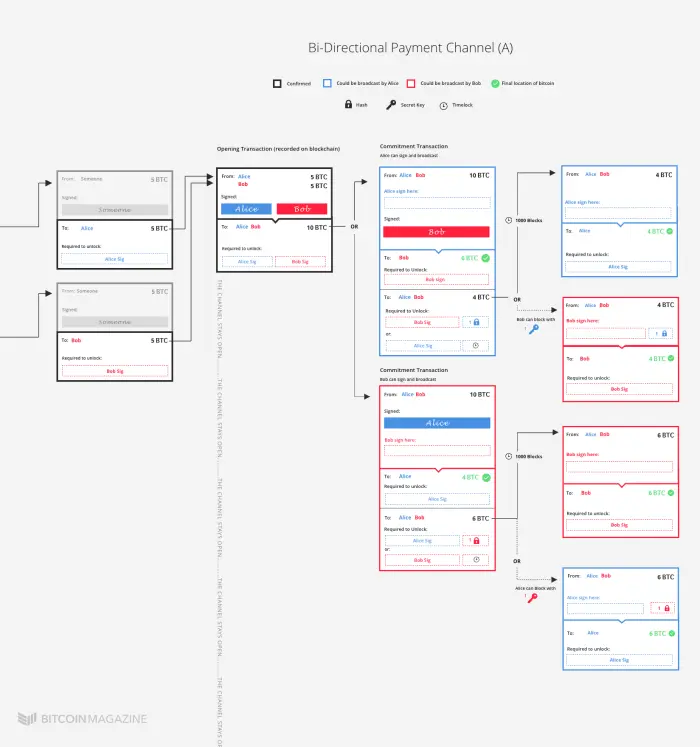 Bi-Directional Payment Channel (A)
Confirmed
Could be broadcast by Alice
Could be broadcast by Bob
Final location of bitcoin
Hash
Secret Key
Timelock
From: Someone 5 BTC
Signed:
Someone
To: Alice 5 BTC
Required to unlock:
Alice Sig
From: Someone 5 BTC
Signed:
Someone
To: Bob 5 BTC
Required to unlock:
Bob Sig
Opening Transaction (recorded on blockchain)
From: Alice 5 BTC
Bob 5 BTC
Signed:
Alice Bob
To: Alice Bob 10 BTC
Required to unlock:
Alice Sig Bob Sig
OR
THE CHANNEL STAYS OPEN......... THE CHANNEL STAYS OPEN......... THE CHANNEL STAYS OPEN......... THE CHANNEL STAYS OPEN......... THE CHANNEL STAYS OP
Commitment Transaction
Alice can sign and broadcast
From: Alice Bob 10 BTC
Alice sign here:
Signed:
Bob
To: Bob 6 BTC
Required to Unlock:
Bob sign
To: Alice Bob 4 BTC
Required to Unlock:
Bob Sig 1
or:
Alice Sig
1000 Blocks
OR
Bob can block with
1
From: Alice Bob 4 BTC
Alice sign here:
To: Alice 4 BTC
Required to unlock:
Alice Sig
From: Alice Bob 4 BTC
Bob sign here:
1
To: Bob 4 BTC
Required to unlock:
Bob Sig
Commitment Transaction
Bob can sign and broadcast
From: Alice Bob 10 BTC
Signed:
Alice
Bob sign here:
To: Alice 4 BTC
Required to unlock:
Alice Sig
To: Alice Bob 6 BTC
Required to Unlock:
Alice Sig 1
or:
Bob Sig
1000 Blocks
OR
Alice can Block with
1
From: Alice Bob 6 BTC
Bob sign here:
To: Bob 6 BTC
Required to unlock:
Bob Sig
From: Alice Bob 6 BTC
Alice sign here:
1
To: Alice 6 BTC
Required to unlock:
Alice Sig
BITCOINMAGAZINE